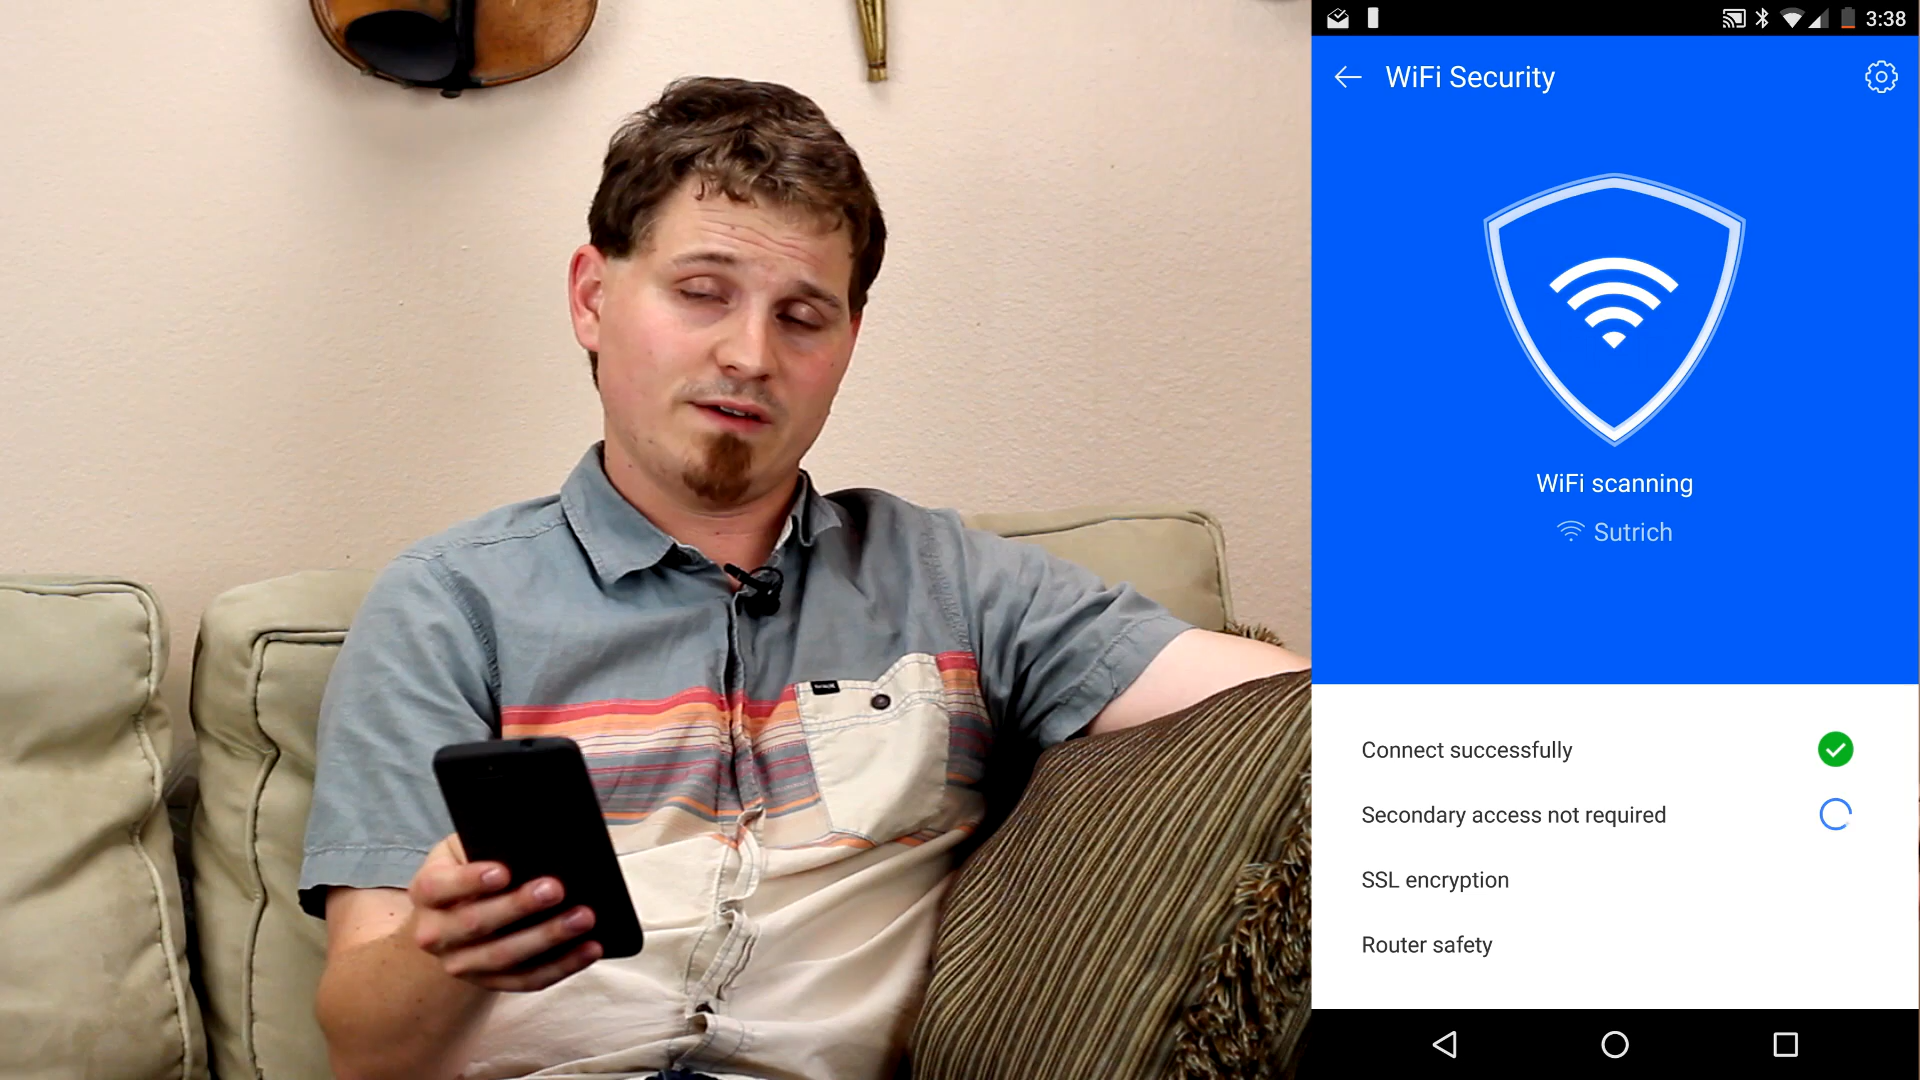 3:38
WiFi Security
WiFi scanning
Sutrich
Connect successfully
Secondary access not required
SSL encryption
Router safety